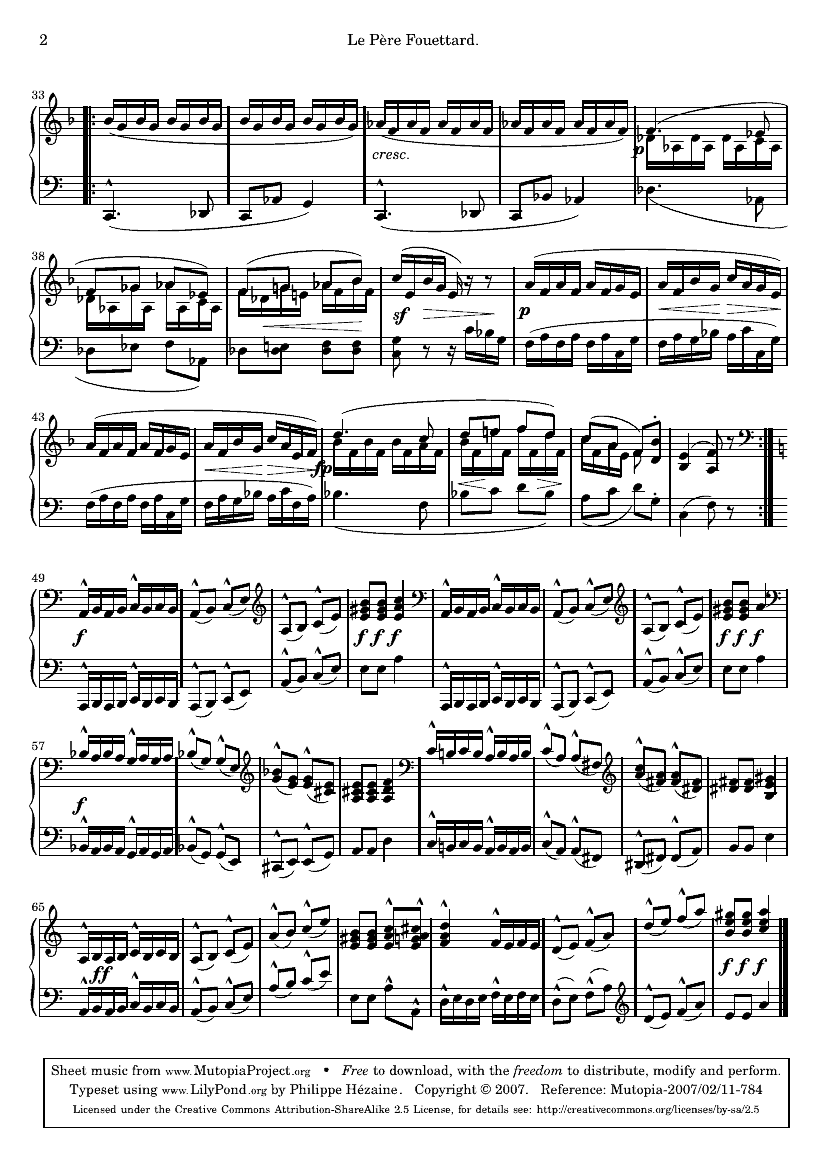 2
Le Père Fouettard.
33
cresc.
p
38
sf
p
43
fp
49
f
f f f
f f f
57
f
65
ff
f f f
Sheet music from www.MutopiaProject.org • Free to download, with the freedom to distribute, modify and perform.
Typeset using www.LilyPond.org by Philippe Hézaine. Copyright © 2007. Reference: Mutopia-2007/02/11-784
Licensed under the Creative Commons Attribution-ShareAlike 2.5 License, for details see: http://creativecommons.org/licenses/by-sa/2.5